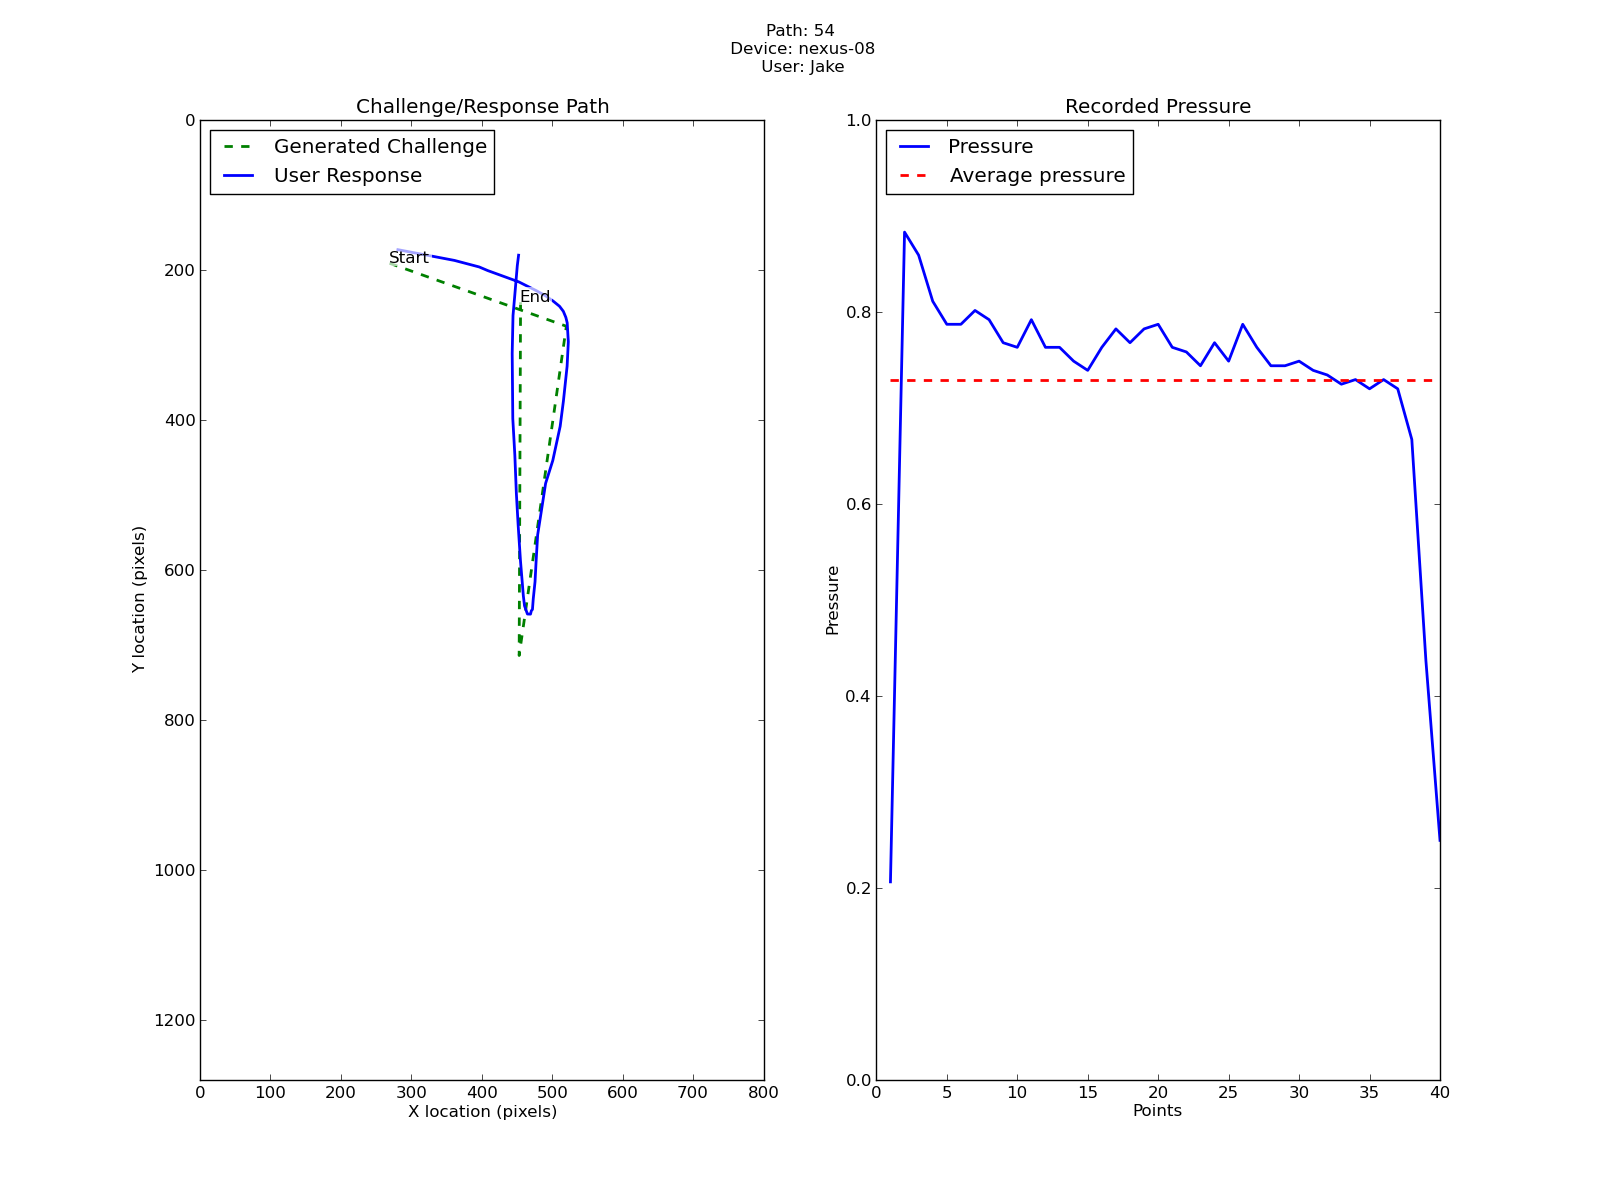 Path: 54
Device: nexus-08
User: Jake
Challenge/Response Path
Generated Challenge
User Response
Start
End
0
200
400
600
800
1000
1200
Y location (pixels)
0 100 200 300 400 500 600 700 800
X location (pixels)
Recorded Pressure
Pressure
Average pressure
1.0
0.8
0.6
0.4
0.2
0.0
Pressure
0 5 10 15 20 25 30 35 40
Points